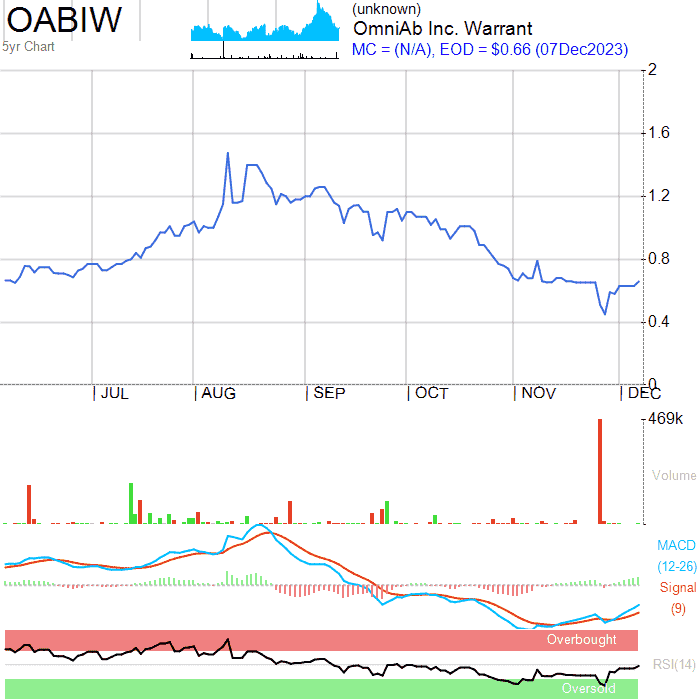 OABIW
5yr Chart
(unknown)
OmniAb Inc. Warrant
MC = (N/A), EOD = $0.66 (07Dec2023)
2
1.6
1.2
0.8
0.4
0
JUL AUG SEP OCT NOV DEC
469k
Volume
MACD
(12-26)
Signal
(9)
Overbought
RSI(14)
Oversold